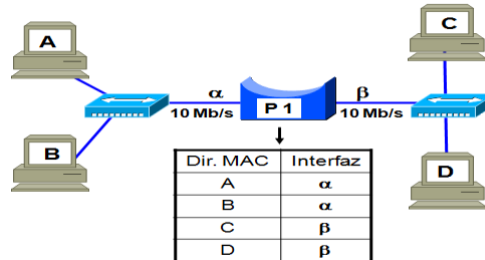 A
C
α
P 1
β
10 Mb/s
10 Mb/s
B
D
Dir. MAC Interfaz
A α
B α
C β
D β